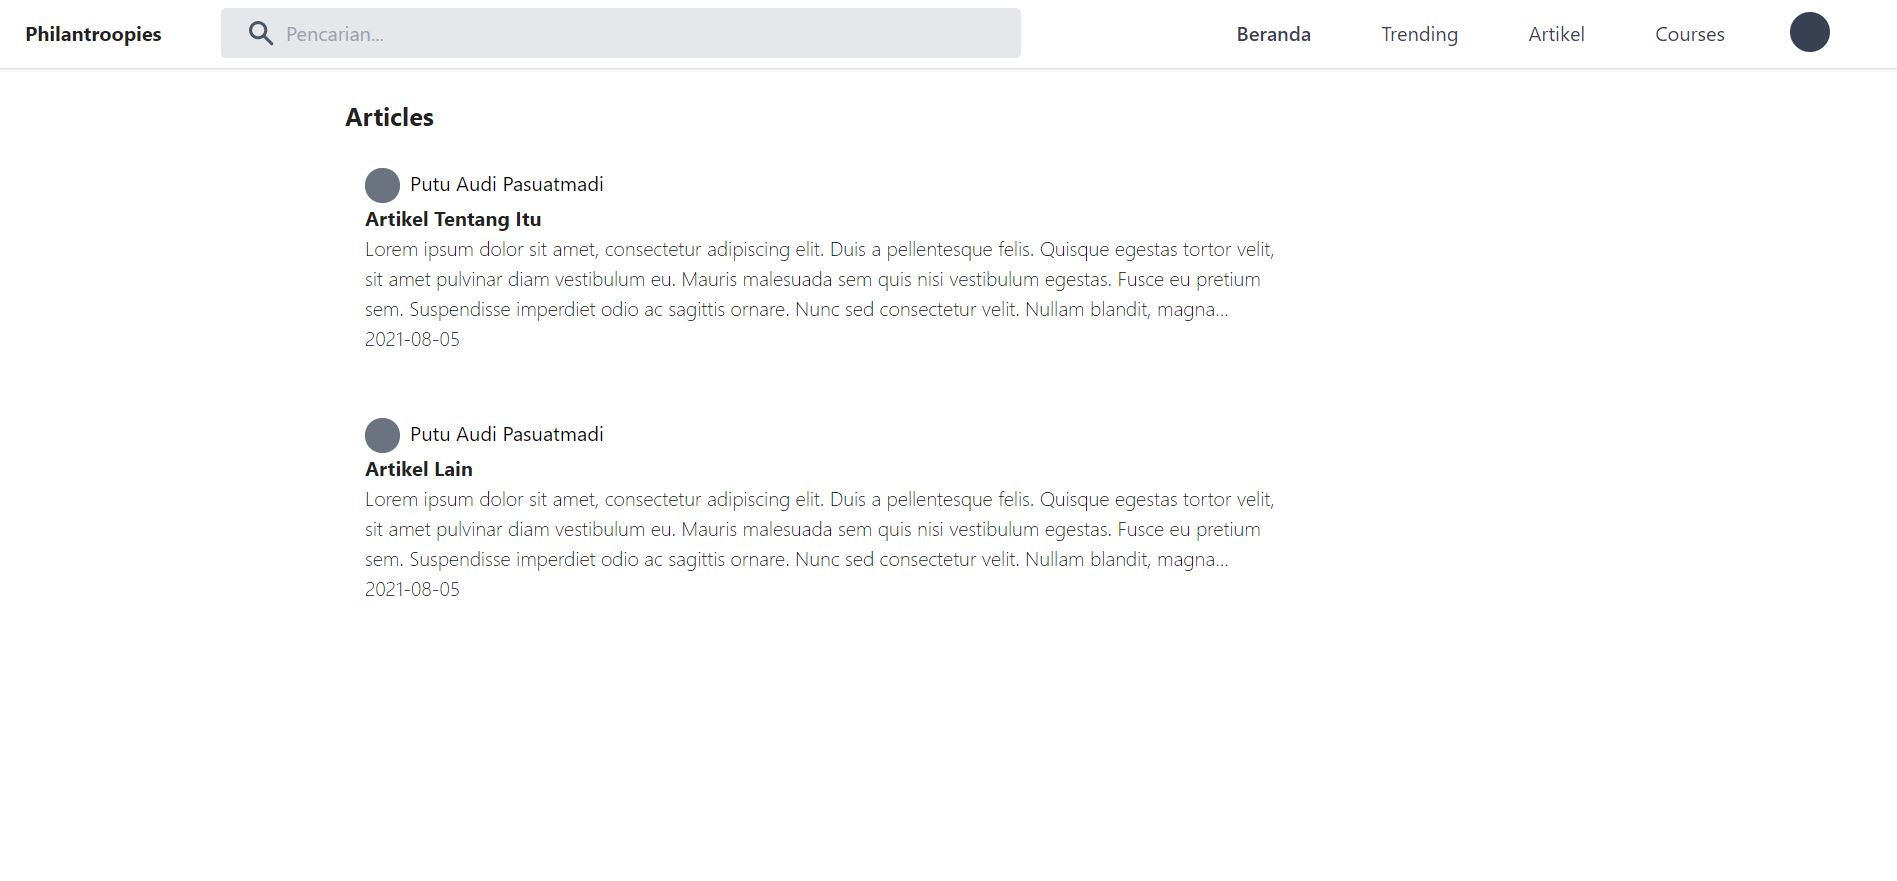 Philantroopies
Pencarian...
Beranda
Trending
Artikel
Courses
Articles
Putu Audi Pasuatmadi
Artikel Tentang Itu
Lorem ipsum dolor sit amet, consectetur adipiscing elit. Duis a pellentesque felis. Quisque egestas tortor velit,
sit amet pulvinar diam vestibulum eu. Mauris malesuada sem quis nisi vestibulum egestas. Fusce eu pretium
sem. Suspendisse imperdiet odio ac sagittis ornare. Nunc sed consectetur velit. Nullam blandit, magna...
2021-08-05
Putu Audi Pasuatmadi
Artikel Lain
Lorem ipsum dolor sit amet, consectetur adipiscing elit. Duis a pellentesque felis. Quisque egestas tortor velit,
sit amet pulvinar diam vestibulum eu. Mauris malesuada sem quis nisi vestibulum egestas. Fusce eu pretium
sem. Suspendisse imperdiet odio ac sagittis ornare. Nunc sed consectetur velit. Nullam blandit, magna...
2021-08-05